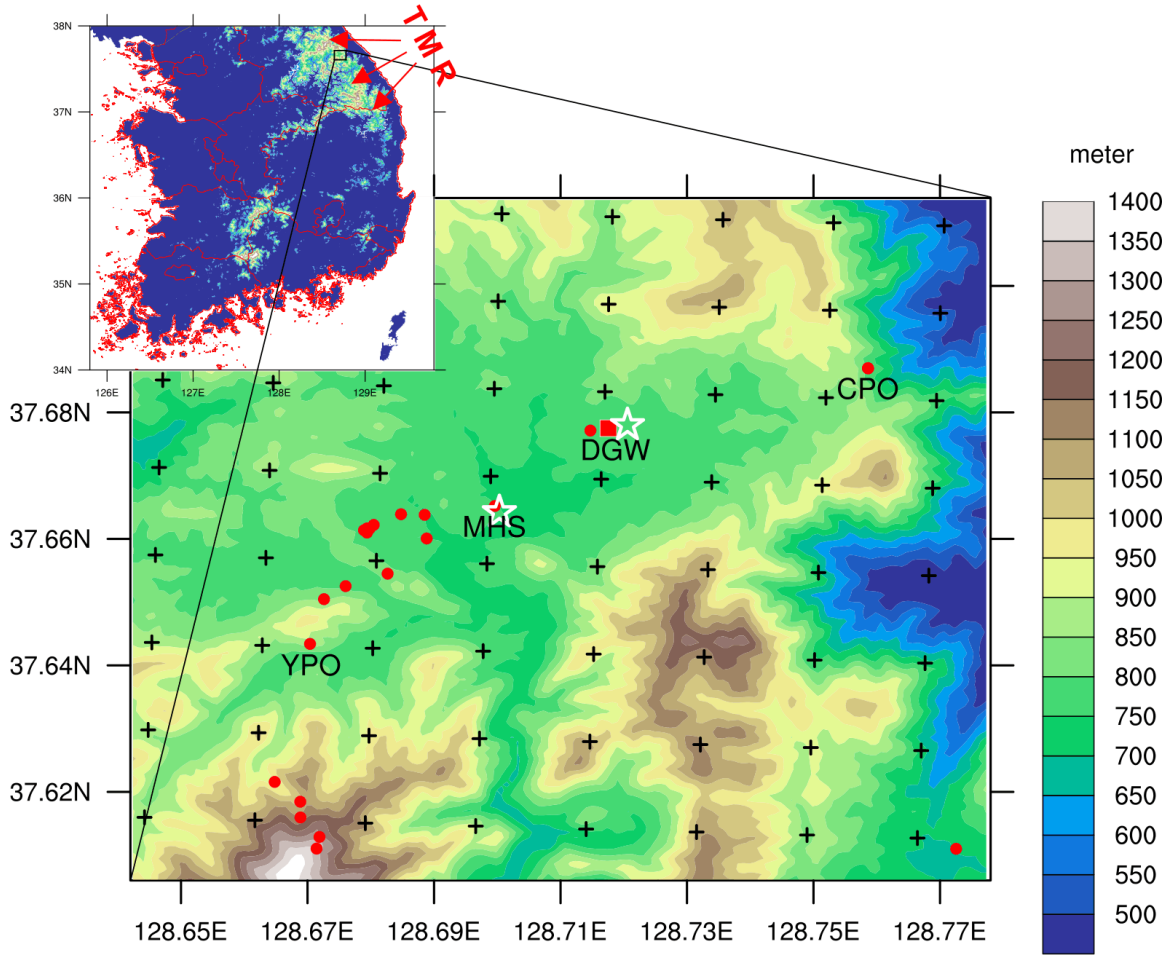 38N
37N
36N
35N
34N
126E
127E
128E
129E
T M R
meter
1400
1350
1300
1250
1200
1150
1100
1050
1000
950
900
850
800
750
700
650
600
550
500
CPO
DGW
MHS
YPO
37.68N
37.66N
37.64N
37.62N
128.65E
128.67E
128.69E
128.71E
128.73E
128.75E
128.77E